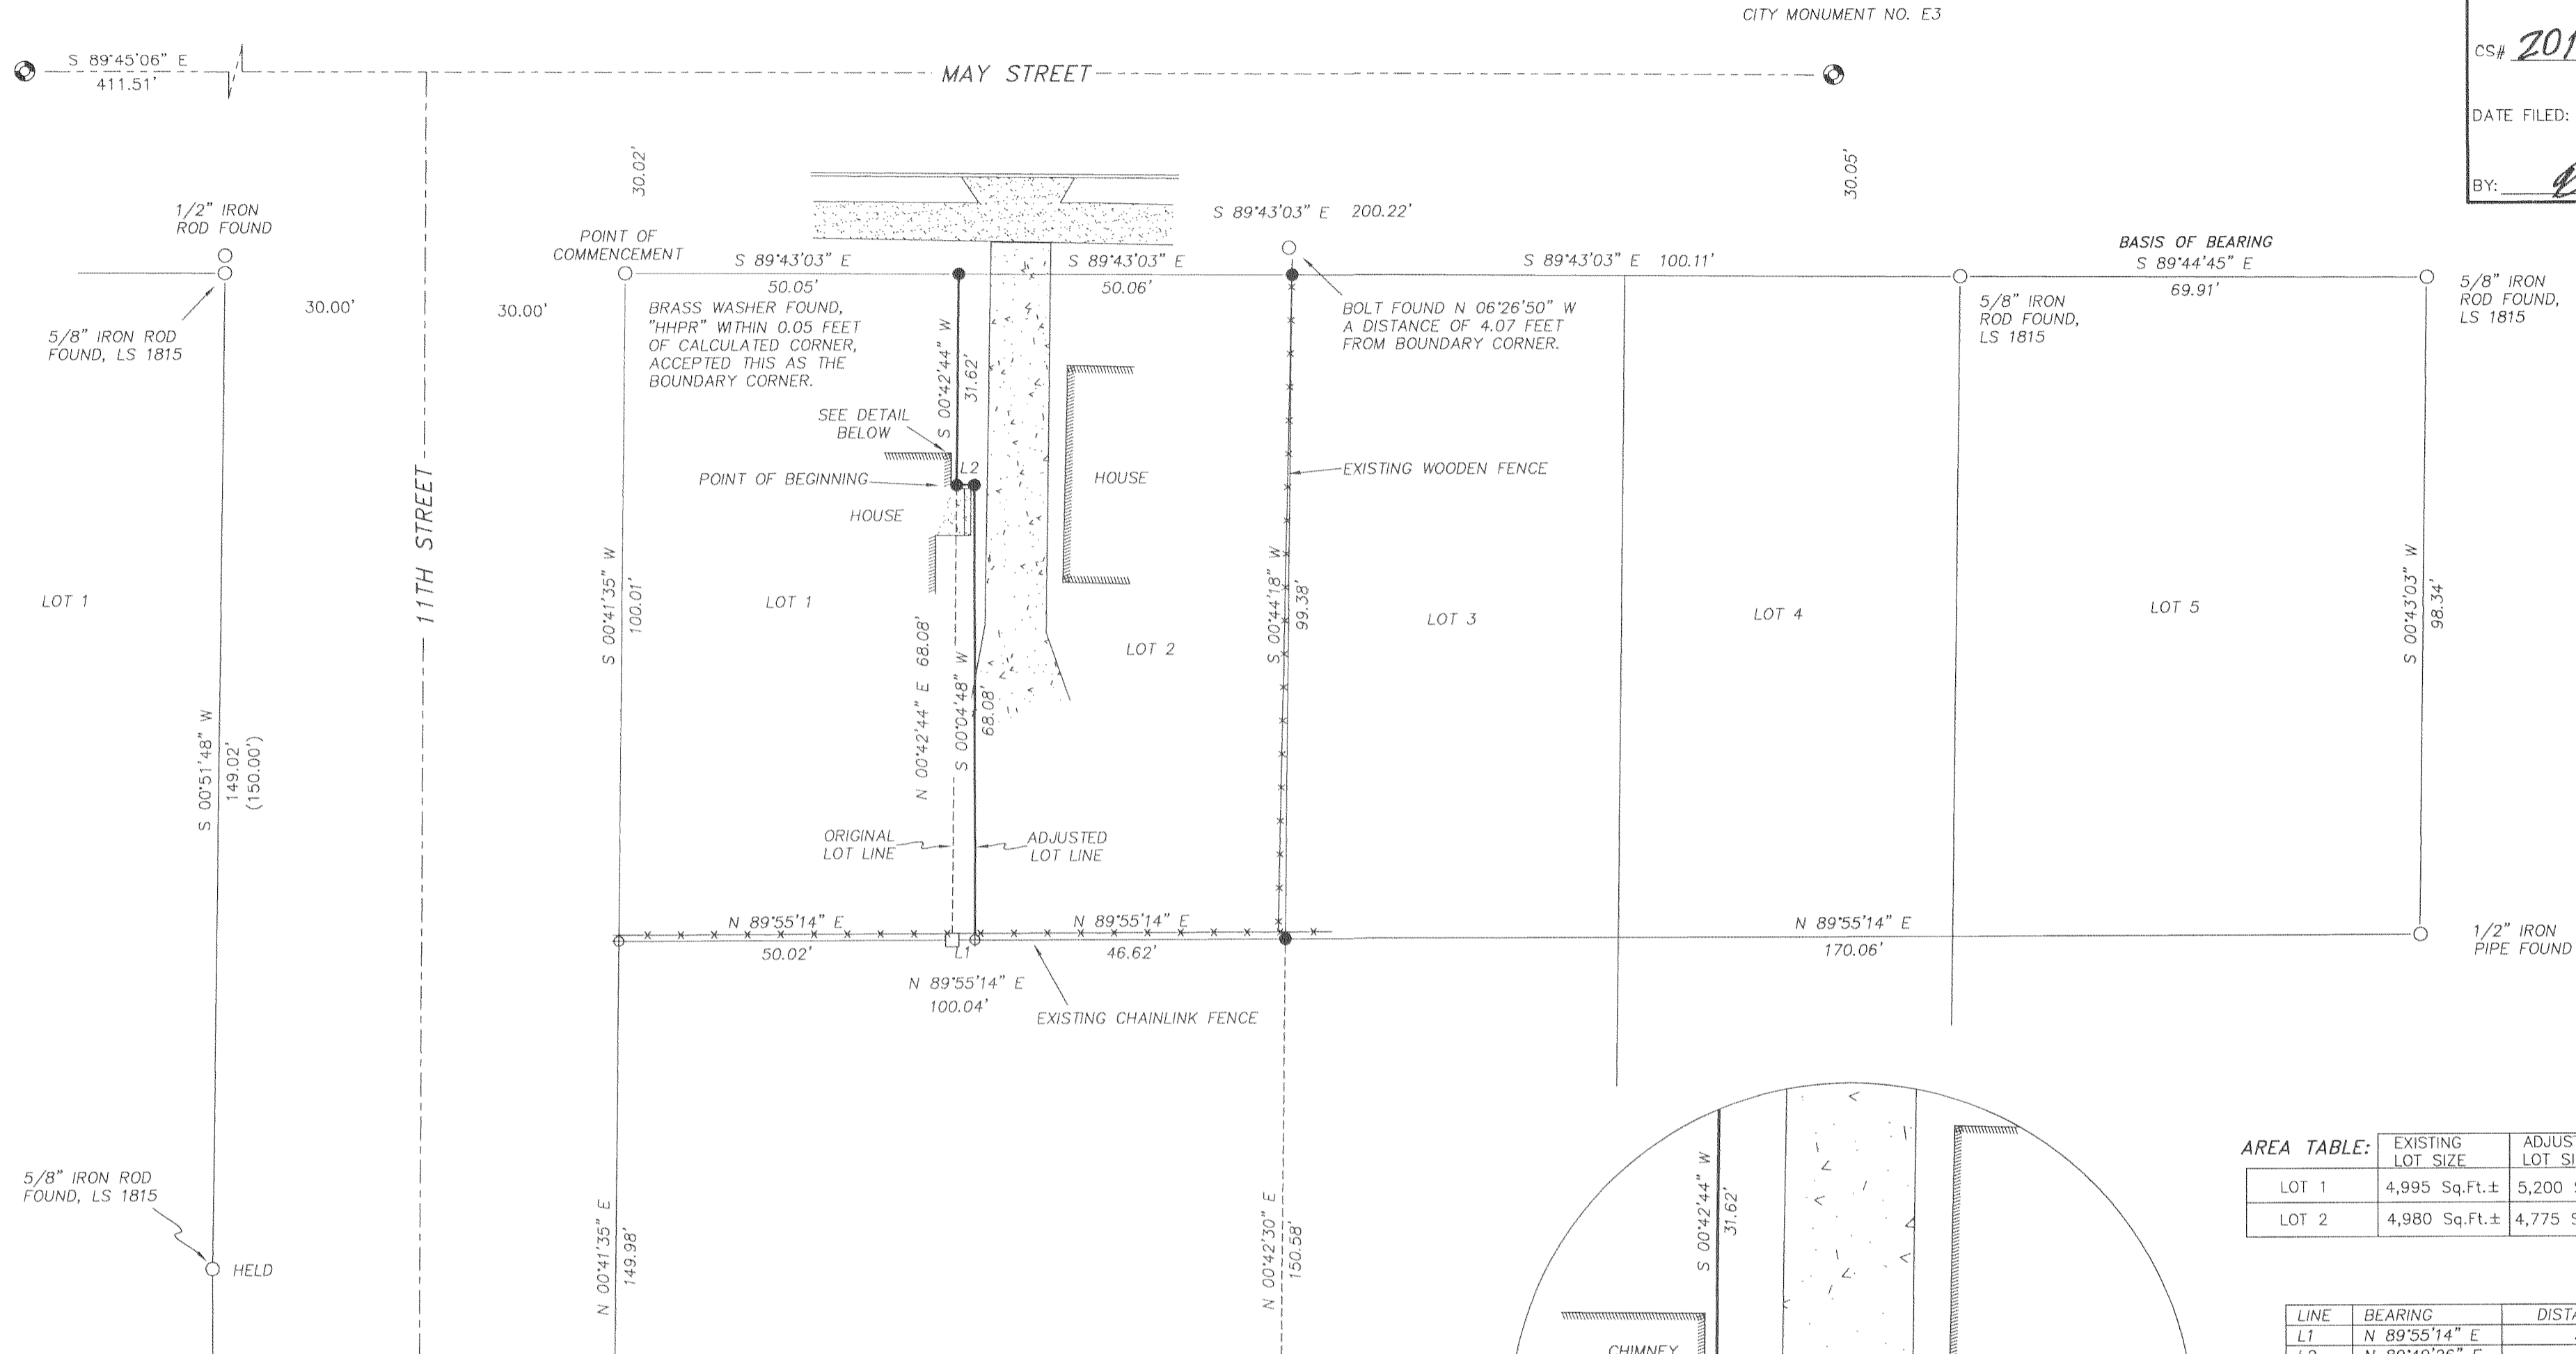 CITY MONUMENT NO. E3
CS#
DATE FILED:
BY:
S 89°45'06" E
411.51'
MAY STREET
30.02'
30.05'
1/2" IRON
ROD FOUND
5/8" IRON ROD
FOUND, LS 1815
30.00'
30.00'
POINT OF
COMMENCEMENT
S 89°43'03" E
50.05'
S 89°43'03" E
50.06'
S 89°43'03" E 200.22'
S 89°43'03" E 100.11'
BASIS OF BEARING
S 89°44'45" E
69.91'
5/8" IRON
ROD FOUND,
LS 1815
5/8" IRON
ROD FOUND,
LS 1815
BRASS WASHER FOUND,
"HHPR" WITHIN 0.05 FEET
OF CALCULATED CORNER,
ACCEPTED THIS AS THE
BOUNDARY CORNER.
BOLT FOUND N 06°26'50" W
A DISTANCE OF 4.07 FEET
FROM BOUNDARY CORNER.
S 00°42'44" W
31.62'
SEE DETAIL
BELOW
L2
POINT OF BEGINNING
HOUSE
HOUSE
EXISTING WOODEN FENCE
11TH STREET
LOT 1
LOT 1
LOT 2
LOT 3
LOT 4
LOT 5
S 00°41'35" W
100.01'
N 00°42'44" E 68.08'
S 00°04'48" W
68.08'
S 00°44'18" W
99.38'
S 00°43'03" W
98.34'
S 00°51'48" W
149.02'
(150.00')
ORIGINAL
LOT LINE
ADJUSTED
LOT LINE
N 89°55'14" E
50.02'
L1
N 89°55'14" E
46.62'
N 89°55'14" E
100.04'
N 89°55'14" E
170.06'
EXISTING CHAINLINK FENCE
1/2" IRON
PIPE FOUND
5/8" IRON ROD
FOUND, LS 1815
HELD
N 00°41'35" E
149.98'
N 00°42'30" E
150.58'
S 00°42'44" W
31.62'
CHIMNEY
AREA TABLE:
EXISTING
LOT SIZE
LOT SI
LOT 1 4,995 Sq.Ft.± 5,200
LOT 2 4,980 Sq.Ft.± 4,775 S
LINE BEARING DISTA
L1 N 89°55'14" E